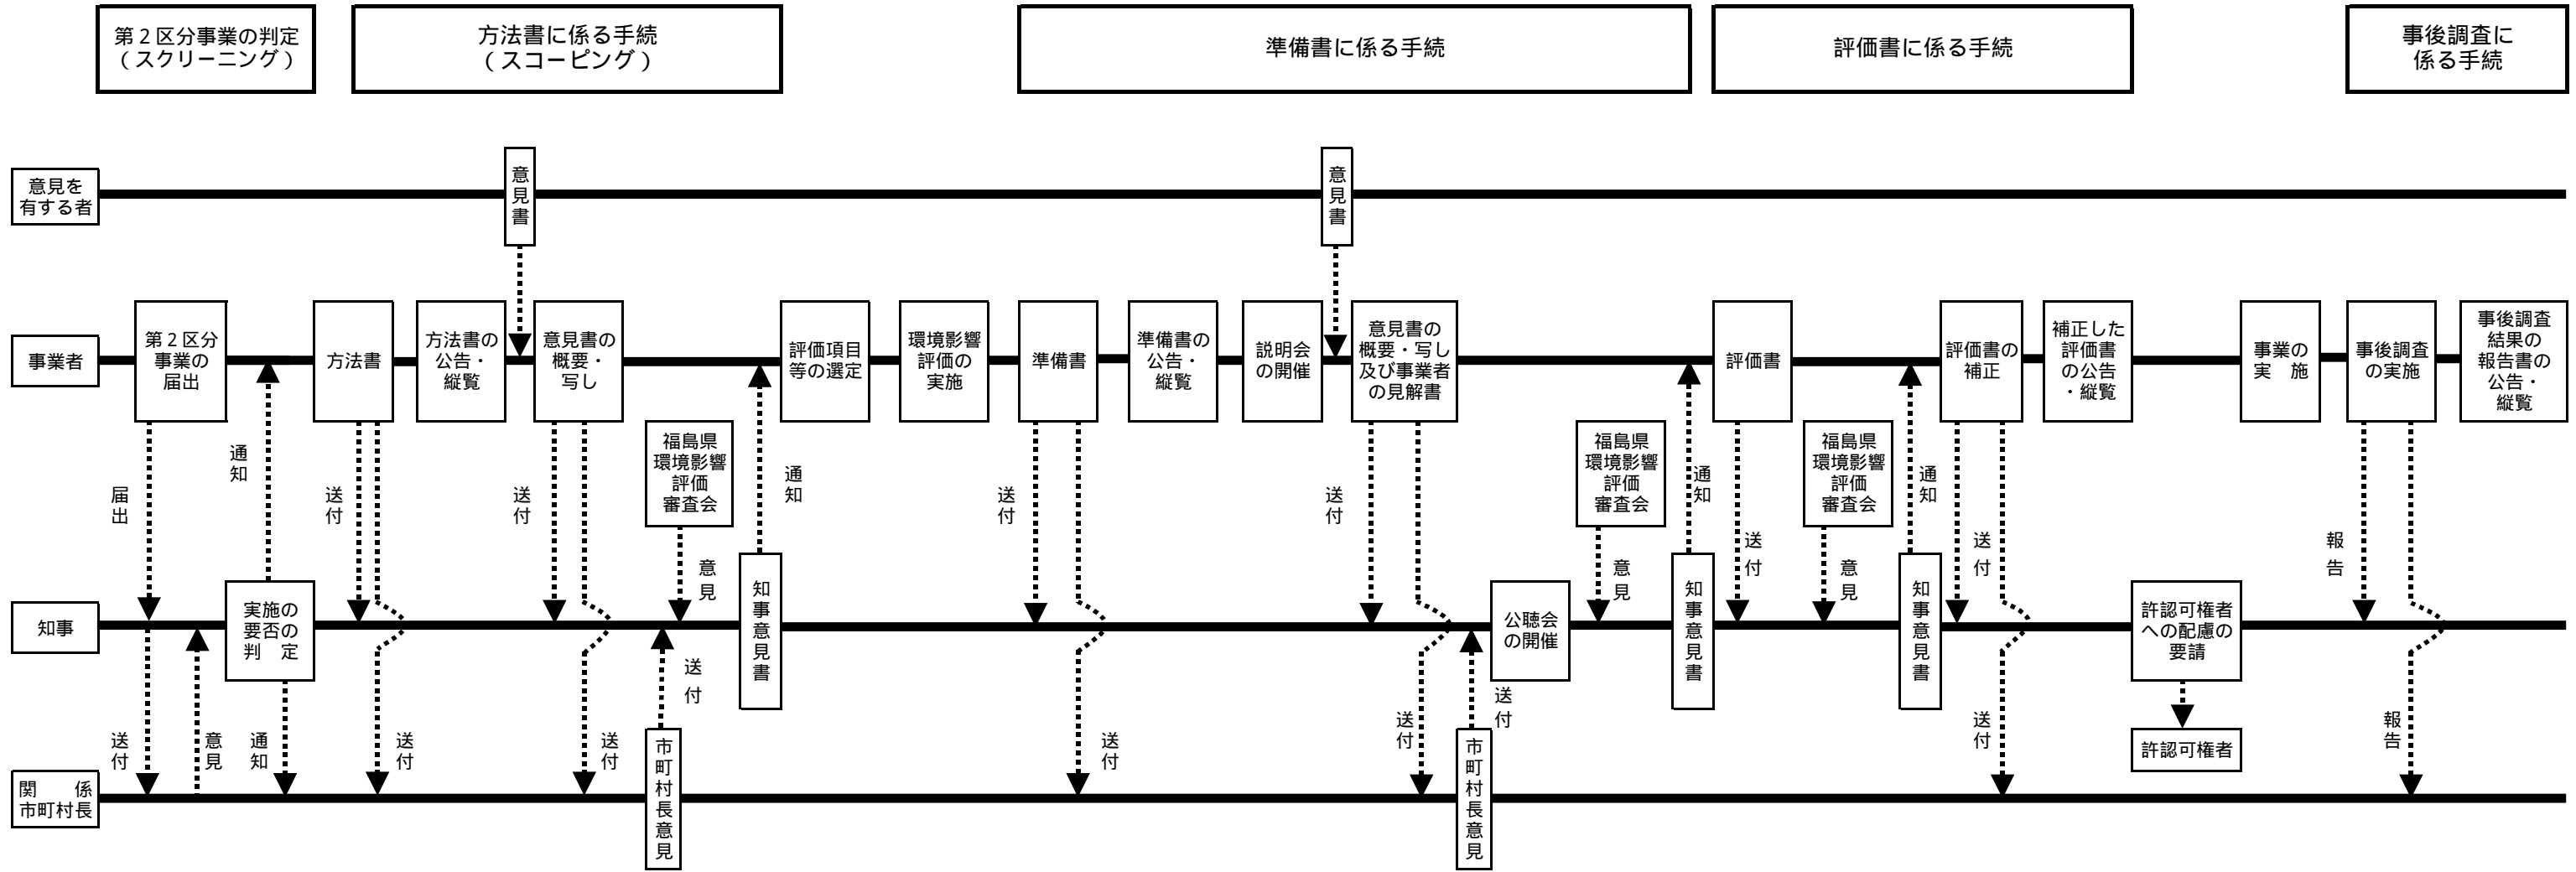 第2区分事業の判定
(スクリーニング)
方法書に係る手続
(スコーピング)
準備書に係る手続
評価書に係る手続
事後調査に
係る手続
意見を
有する者
意見書
意見書
事業者
第2区分
事業の
届出
方法書
方法書の
公告・
縦覧
意見書の
概要・
写し
評価項目
等の選定
環境影響
評価の
実施
準備書
準備書の
公告・
縦覧
説明会
の開催
意見書の
概要・写し
及び事業者
の見解書
評価書
評価書の
補正
補正した
評価書
の公告
・縦覧
事業の
実 施
事後調査
の実施
事後調査
結果の
報告書の
公告・
縦覧
届出
通知
送付
送付
福島県
環境影響
評価
審査会
意見
通知
送付
送付
福島県
環境影響
評価
審査会
意見
通知
送付
福島県
環境影響
評価
審査会
意見
通知
送付
報告
知事
実施の
要否の
判 定
知事意見書
公聴会
の開催
知事意見書
知事意見書
許認可権者
への配慮の
要請
送付
意見
通知
送付
送付
送付
送付
送付
送付
送付
報告
許認可権者
関 係
市町村長
市町村長意見
市町村長意見